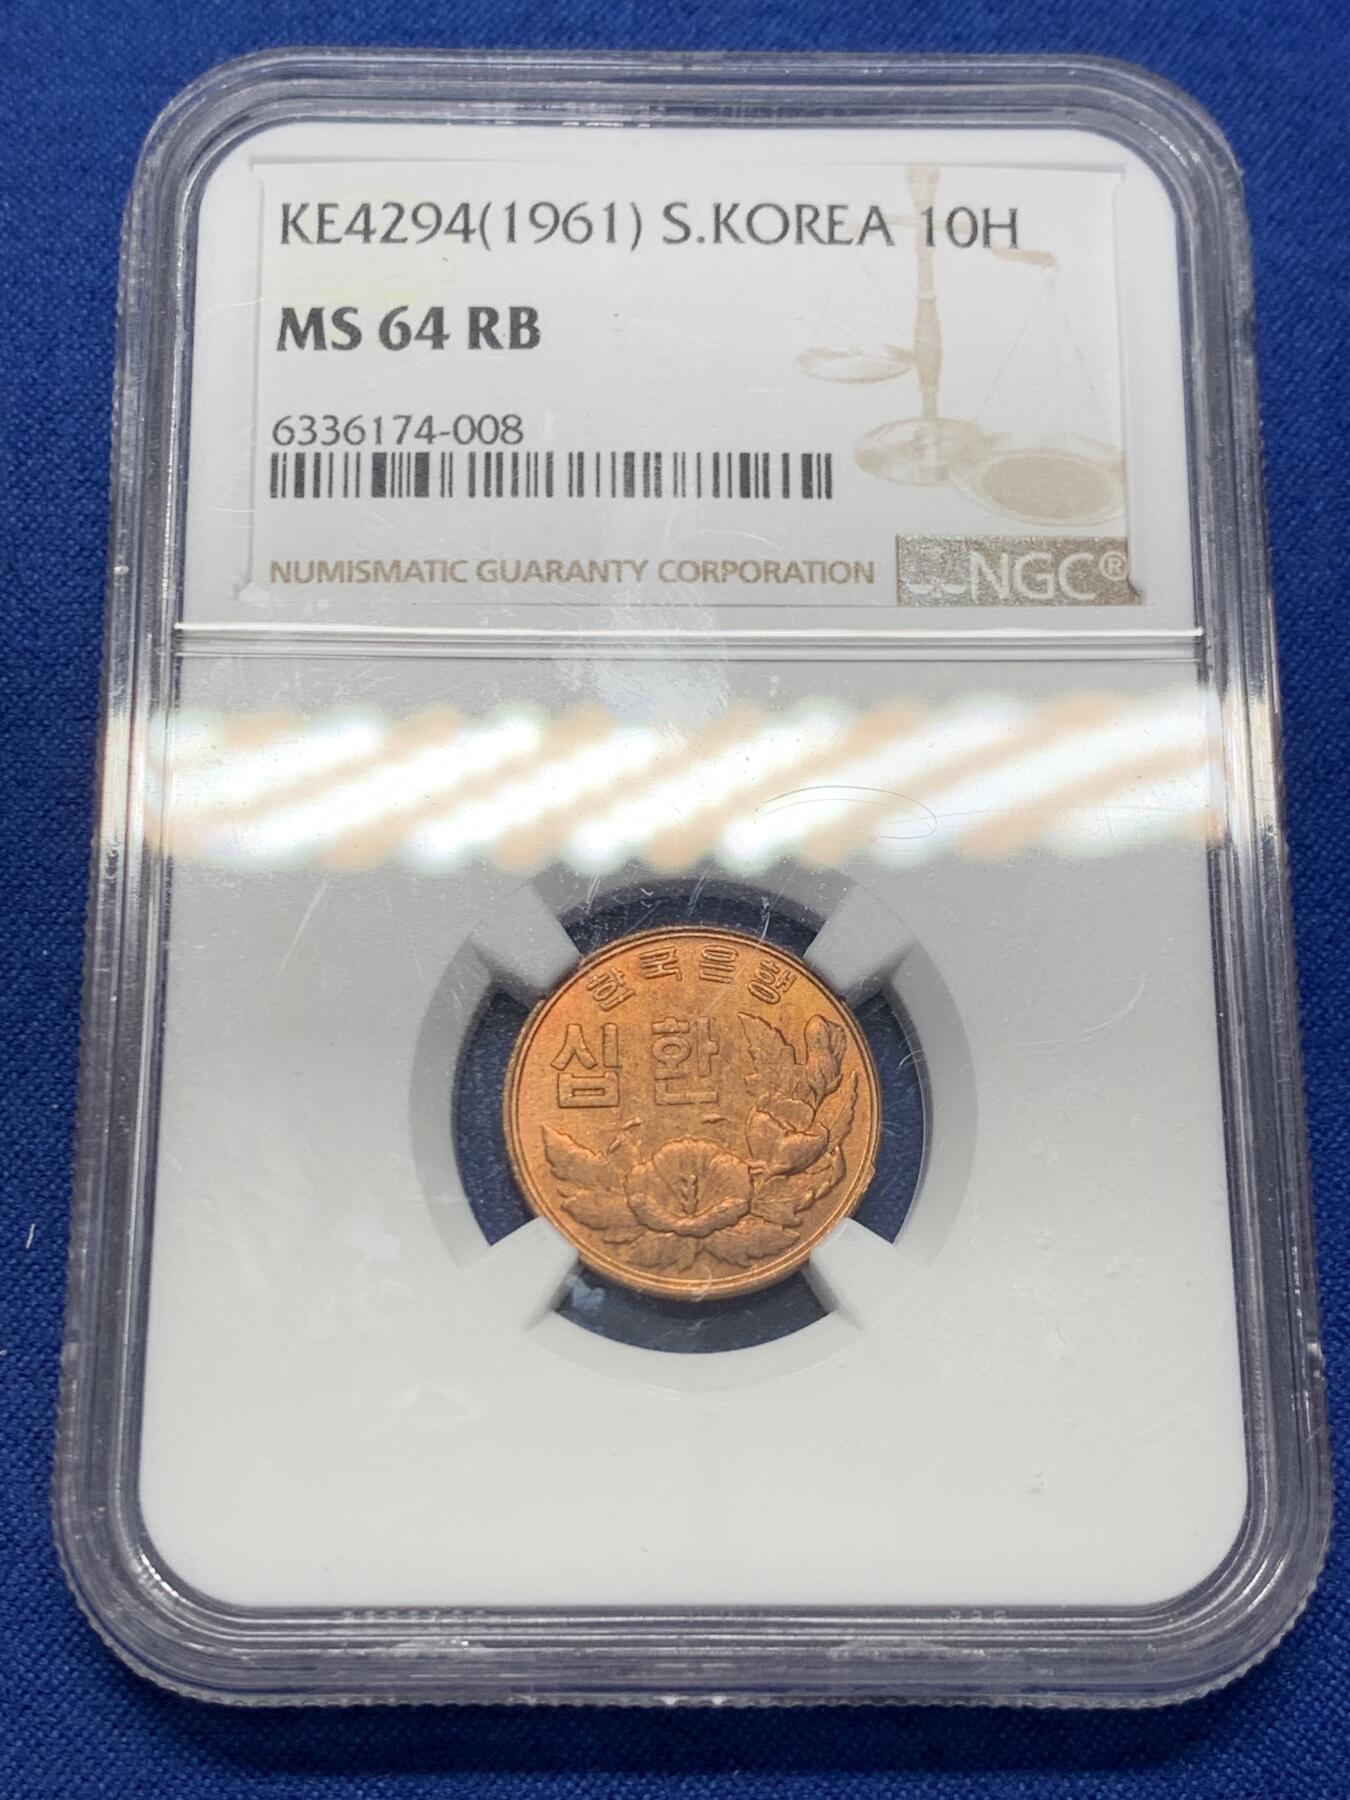 KE4294(1961) S.KOREA 10H
MS 64 RB
6336174-008
NUMISMATIC GUARANTY CORPORATION
NGC®
한국은행
십환